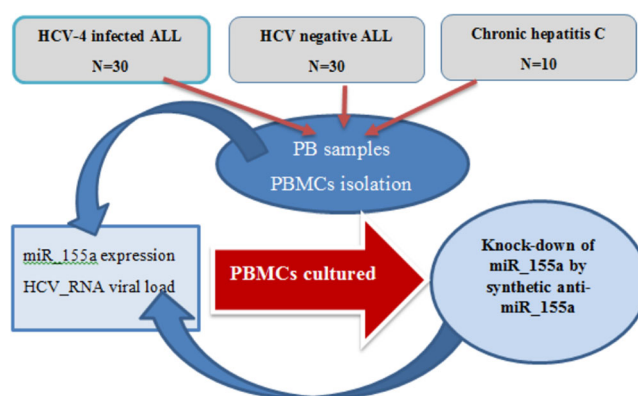 HCV-4 infected ALL
N=30
HCV negative ALL
N=30
Chronic hepatitis C
N=10
PB samples
PBMCs isolation
miR_155a expression
HCV_RNA viral load
PBMCs cultured
Knock-down of
miR_155a by
synthetic anti-
miR_155a